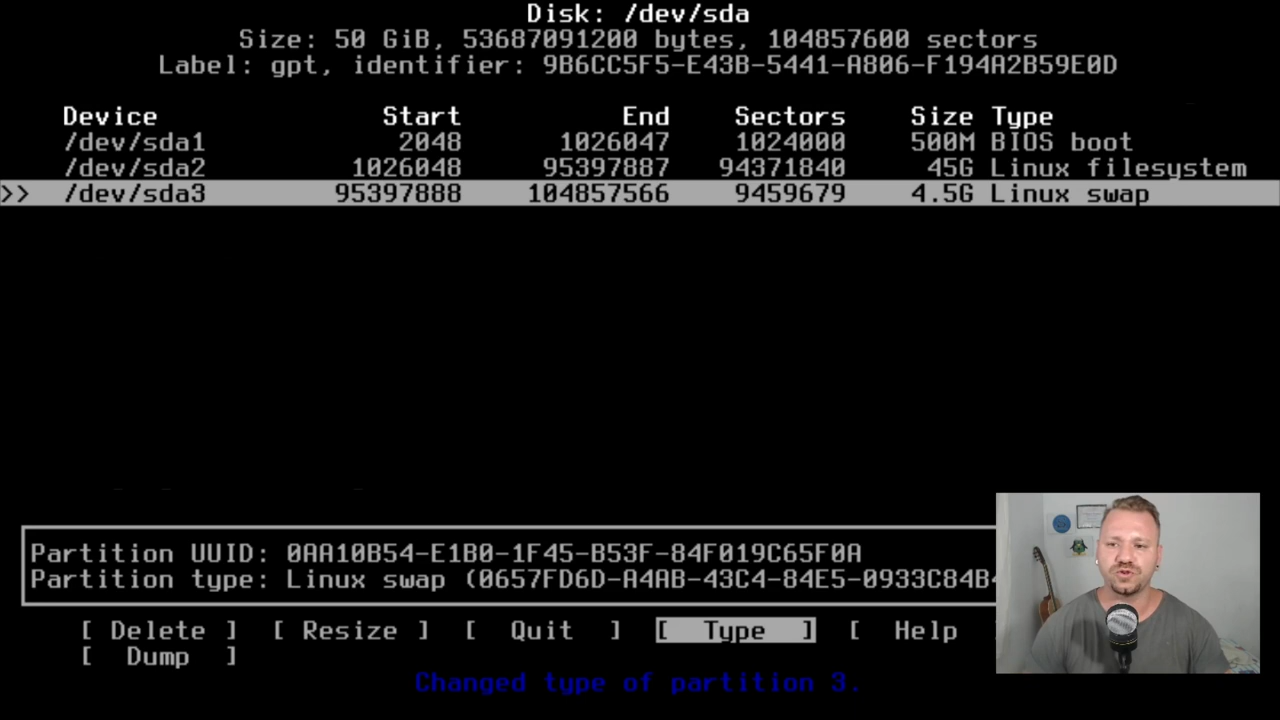 Disk: /dev/sda
Size: 50 GiB, 53687091200 bytes, 104857600 sectors
Label: gpt, identifier: 9B6CC5F5-E43B-5441-A806-F194A2B59E0D
Device Start End Sectors Size Type
/dev/sda1 2048 1026047 1024000 500M BIOS boot
/dev/sda2 1026048 95397887 94371840 45G Linux filesystem
>> /dev/sda3 95397888 104857566 9459679 4.5G Linux swap
Partition UUID: 0AA10B54-E1B0-1F45-B53F-84F019C65F0A
Partition type: Linux swap (0657FD6D-A4AB-43C4-84E5-0933C84B4
[ Delete ] [ Resize ] [ Quit ] [ Type ] [ Help
[ Dump ]
Changed type of partition 3.